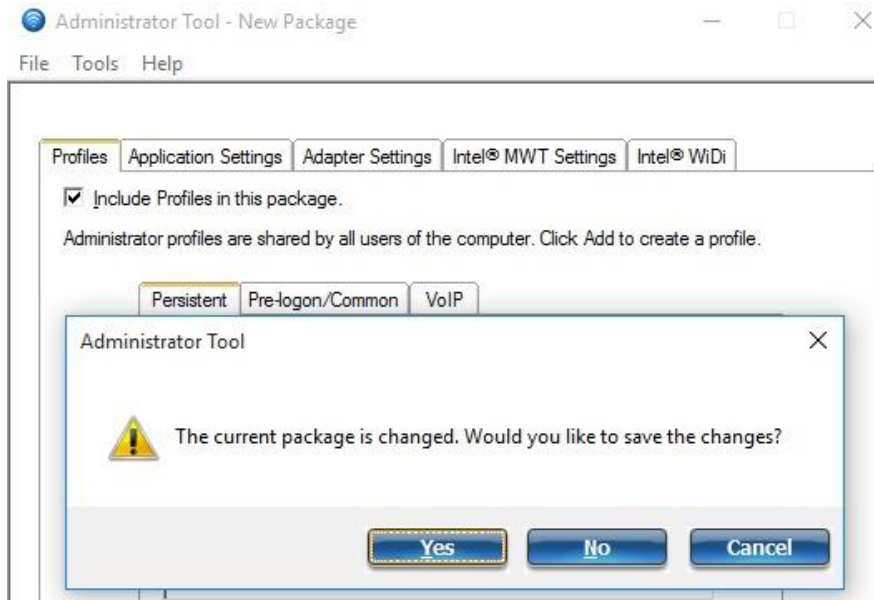 Administrator Tool - New Package
File Tools Help
Profiles Application Settings Adapter Settings Intel® MWT Settings Intel® WiDi
Include Profiles in this package.
Administrator profiles are shared by all users of the computer. Click Add to create a profile.
Persistent Pre-logon/Common VoIP
Administrator Tool
The current package is changed. Would you like to save the changes?
Yes No Cancel